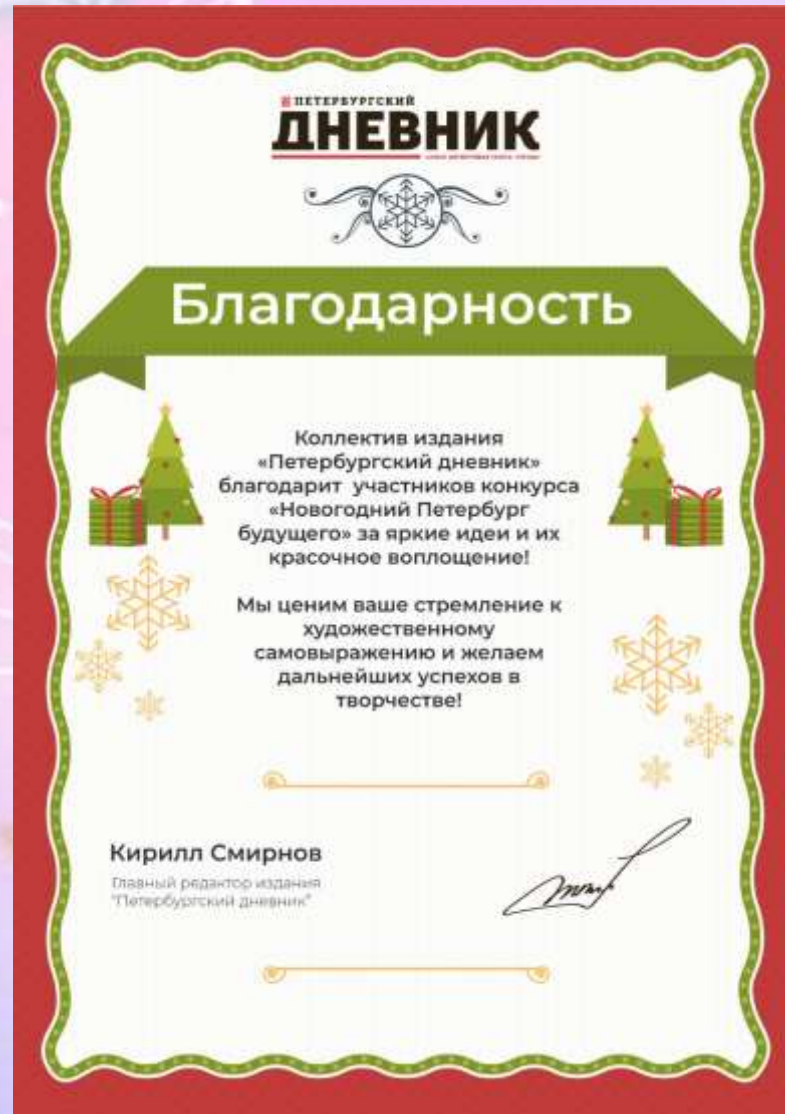 ПЕТЕРБУРГСКИЙ
ДНЕВНИК
Благодарность
Коллектив издания
«Петербургский дневник»
благодарит участников конкурса
«Новогодний Петербург
будущего» за яркие идеи и их
красочное воплощение!
Мы ценим ваше стремление к
художественному
самовыражению и желаем
дальнейших успехов в
творчестве!
Кирилл Смирнов
Главный редактор издания
"Петербургский дневник"